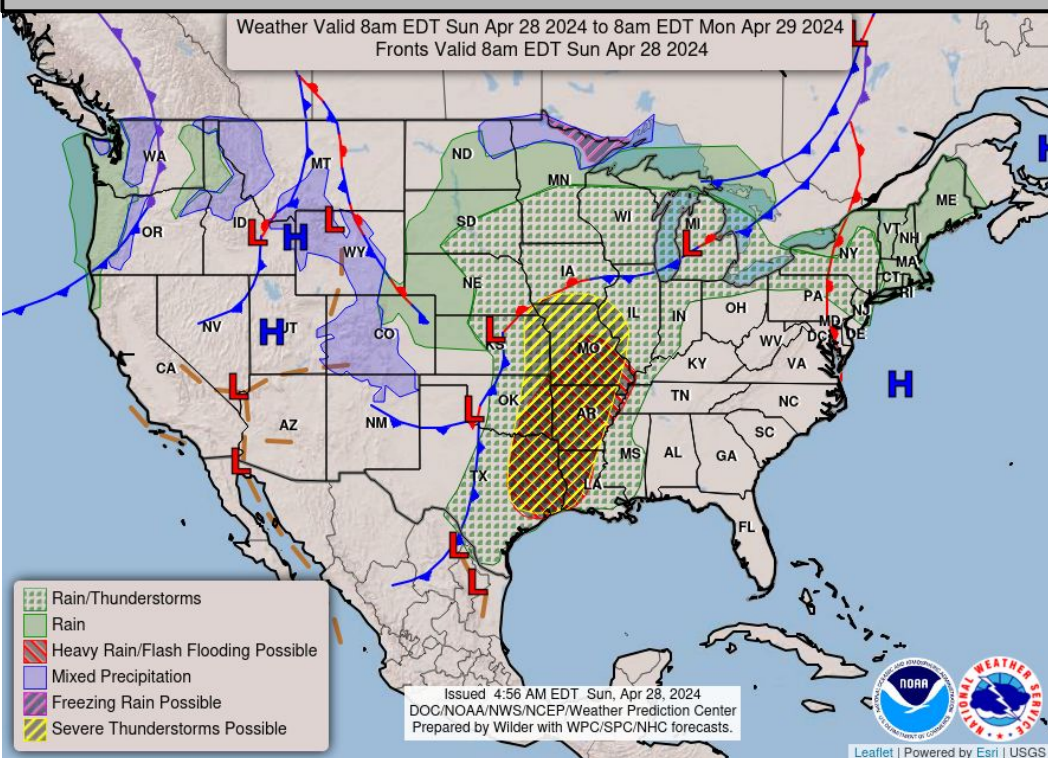 Weather Valid 8am EDT Sun Apr 28 2024 to 8am EDT Mon Apr 29 2024
Fronts Valid 8am EDT Sun Apr 28 2024
L
H
WA
MT
ND
MN
ME
OR
ID
L
H
L
WY
SD
WI
MI
L
VT
NH
NY
MA
CT
RI
NE
IA
PA
NJ
NV
H
UT
CO
L
KS
MO
IL
IN
OH
MD
DC
DE
WV
VA
KY
CA
L
AZ
NM
L
OK
AR
TN
NC
H
SC
L
TX
LA
MS
AL
GA
FL
L
L
Rain/Thunderstorms
Rain
Heavy Rain/Flash Flooding Possible
Mixed Precipitation
Freezing Rain Possible
Severe Thunderstorms Possible
Issued 4:56 AM EDT Sun, Apr 28, 2024
DOC/NOAA/NWS/NCEP/Weather Prediction Center
Prepared by Wilder with WPC/SPC/NHC forecasts.
NOAA
NATIONAL WEATHER SERVICE
Leaflet | Powered by Esri | USGS